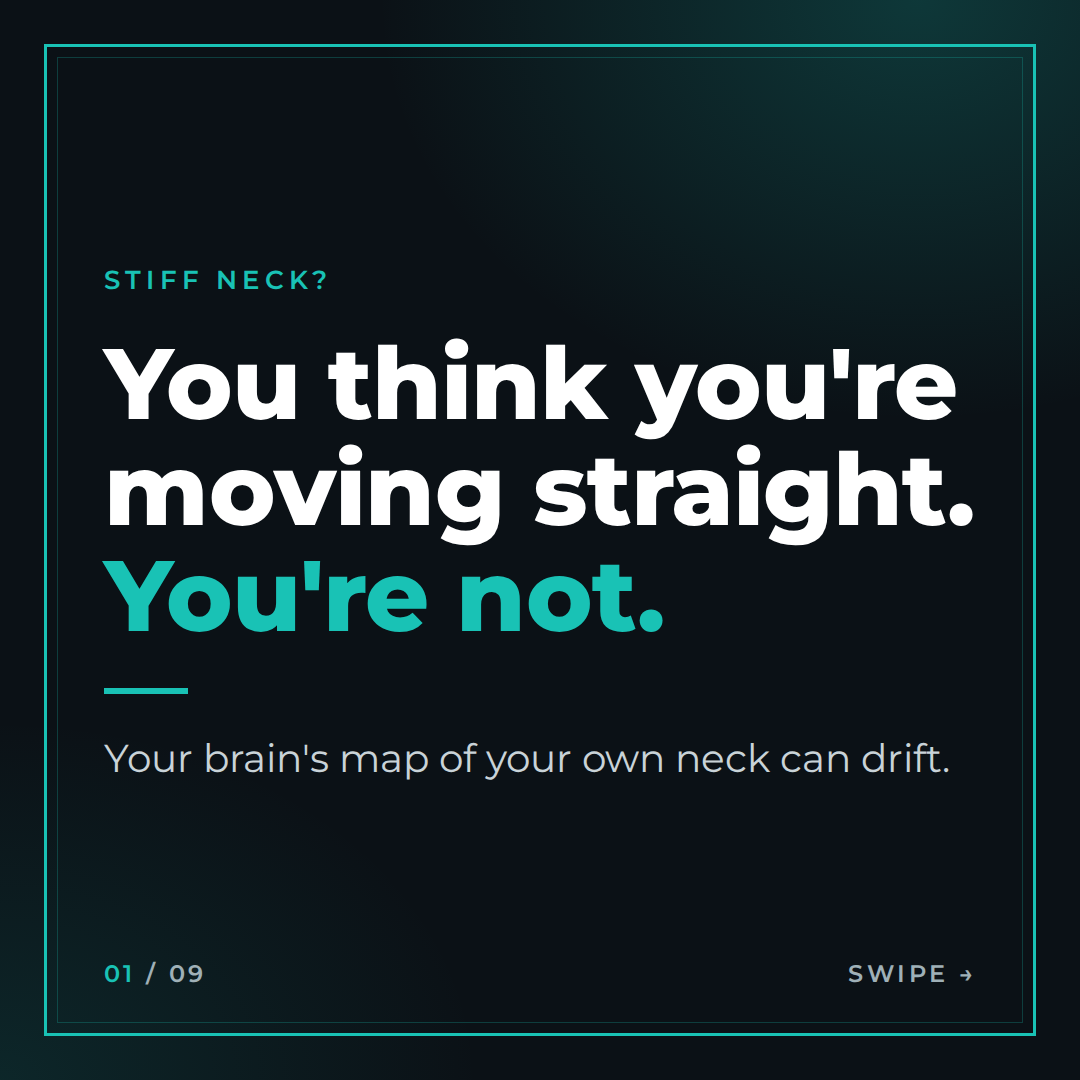 STIFF NECK?
You think you're
moving straight.
You're not.
Your brain's map of your own neck can drift.
01 / 09
SWIPE →